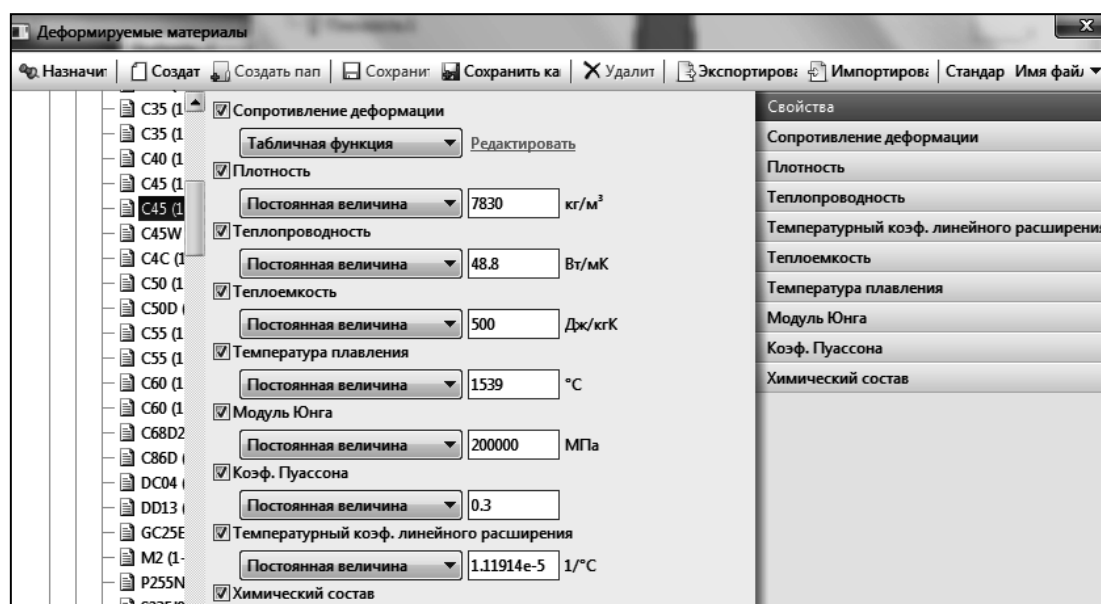 Деформируемые материалы
X
Назначит Создат Создать пап Сохранит Сохранить ка Удалит Экспортирова Импортирова Стандар Имя файл
C35 (1
C35 (1
C40 (1
C45 (1
C45 (1
C45W
C4C (1
C50 (1
C50D (
C55 (1
C55 (1
C60 (1
C60 (1
C68D2
C86D (
DC04 (
DD13 (
GC25E
M2 (1-
P255N
Сопротивление деформации
Табличная функция Редактировать
Плотность
Постоянная величина 7830 кг/м³
Теплопроводность
Постоянная величина 48.8 Вт/мК
Теплоемкость
Постоянная величина 500 Дж/кгК
Температура плавления
Постоянная величина 1539 °C
Модуль Юнга
Постоянная величина 200000 МПа
Коэф. Пуассона
Постоянная величина 0.3
Температурный коэф. линейного расширения
Постоянная величина 1.11914e-5 1/°C
Химический состав
Свойства
Сопротивление деформации
Плотность
Теплопроводность
Температурный коэф. линейного расширени
Теплоемкость
Температура плавления
Модуль Юнга
Коэф. Пуассона
Химический состав